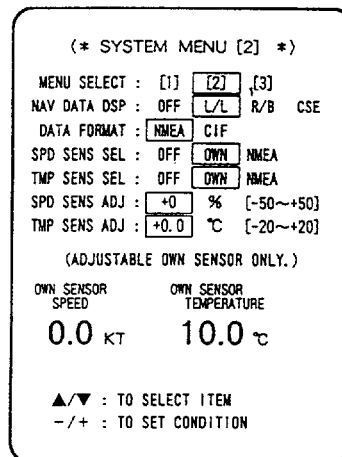 (* SYSTEM MENU [2] *)
MENU SELECT : [1] [2] [3]
NAV DATA DSP : OFF L/L R/B CSE
DATA FORMAT : NMEA CIF
SPD SENS SEL : OFF OWN NMEA
TMP SENS SEL : OFF OWN NMEA
SPD SENS ADJ : +0 % [-50~+50]
TMP SENS ADJ : +0.0 ℃ [-20~+20]
(ADJUSTABLE OWN SENSOR ONLY.)
OWN SENSOR OWN SENSOR
SPEED TEMPERATURE
0.0 KT 10.0 ℃
▲/▼ : TO SELECT ITEM
-/+ : TO SET CONDITION